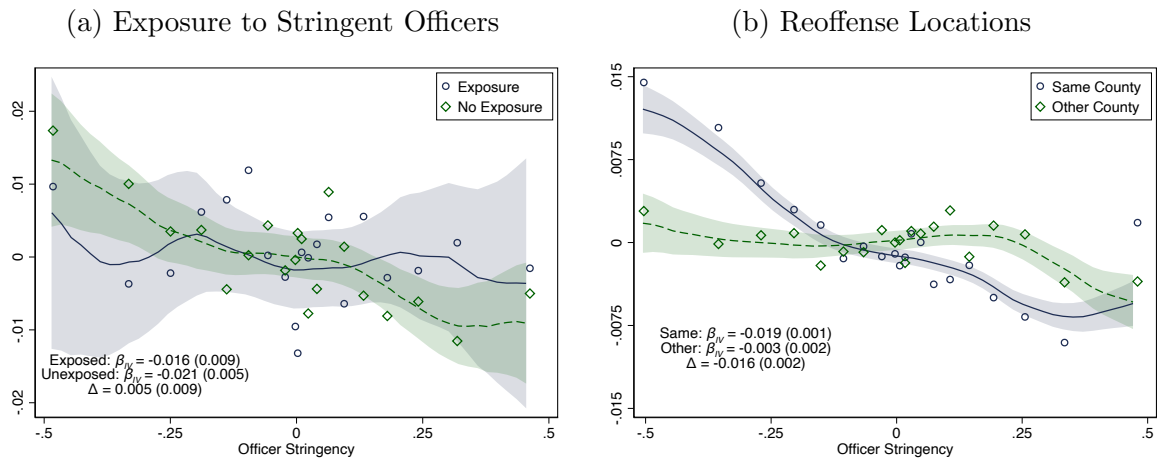 (a) Exposure to Stringent Officers
Exposure
No Exposure
.02
.01
0
-.01
-.02
Exposed: β_IV = -.016 (0.009)
Unexposed: β_IV = -0.021 (0.005)
Δ = 0.005 (0.009)
-.5
-.25
0
.25
.5
Officer Stringency
(b) Reoffense Locations
Same County
Other County
.015
.0075
0
-.0075
-.015
Same: β_IV = -0.019 (0.001)
Other: β_IV = -0.003 (0.002)
Δ = -0.016 (0.002)
-.5
-.25
0
.25
.5
Officer Stringency